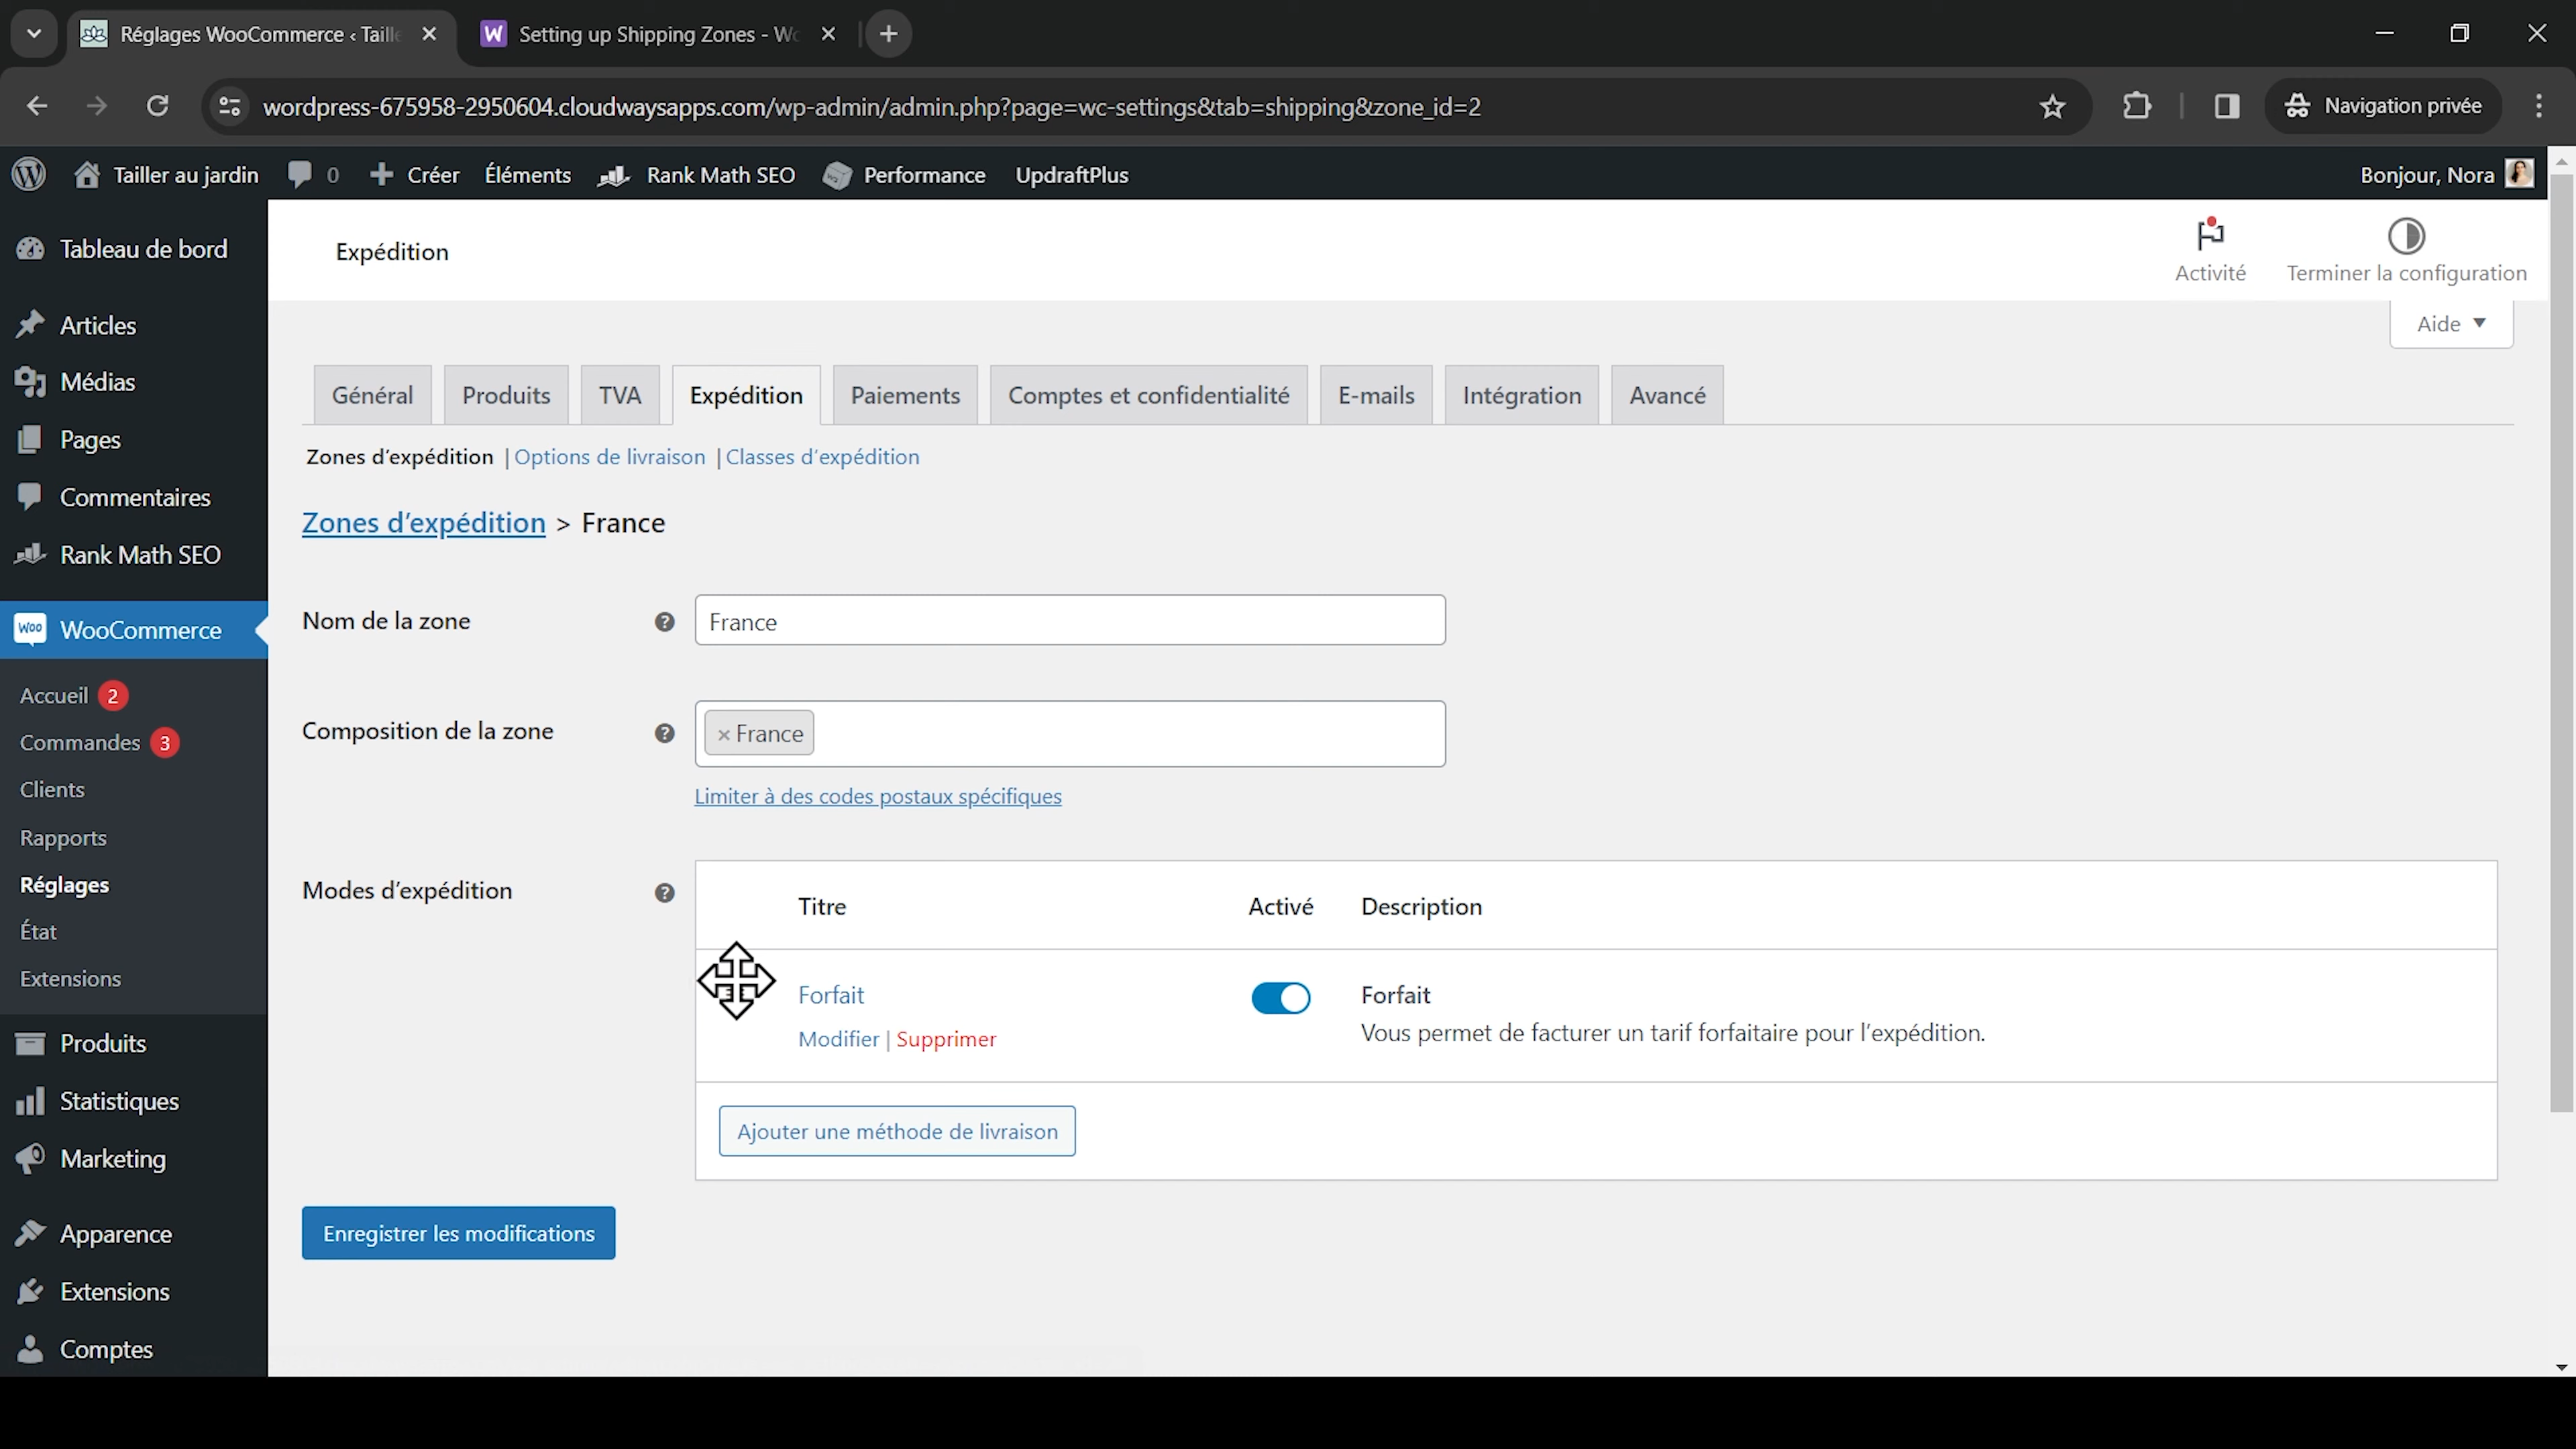 Réglages WooCommerce ‹ Taille
Setting up Shipping Zones - Wo
wordpress-675958-2950604.cloudwaysapps.com/wp-admin/admin.php?page=wc-settings&tab=shipping&zone_id=2
Navigation privée
Tailler au jardin
0
Créer
Éléments
Rank Math SEO
Performance
UpdraftPlus
Bonjour, Nora
Tableau de bord
Articles
Médias
Pages
Commentaires
Rank Math SEO
WooCommerce
Accueil 2
Commandes 3
Clients
Rapports
Réglages
État
Extensions
Produits
Statistiques
Marketing
Apparence
Extensions
Comptes
Expédition
Activité
Terminer la configuration
Aide
Général
Produits
TVA
Expédition
Paiements
Comptes et confidentialité
E-mails
Intégration
Avancé
Zones d’expédition | Options de livraison | Classes d’expédition
Zones d’expédition > France
Nom de la zone
France
Composition de la zone
× France
Limiter à des codes postaux spécifiques
Modes d’expédition
Titre
Activé
Description
Forfait
Modifier | Supprimer
Forfait
Vous permet de facturer un tarif forfaitaire pour l’expédition.
Ajouter une méthode de livraison
Enregistrer les modifications